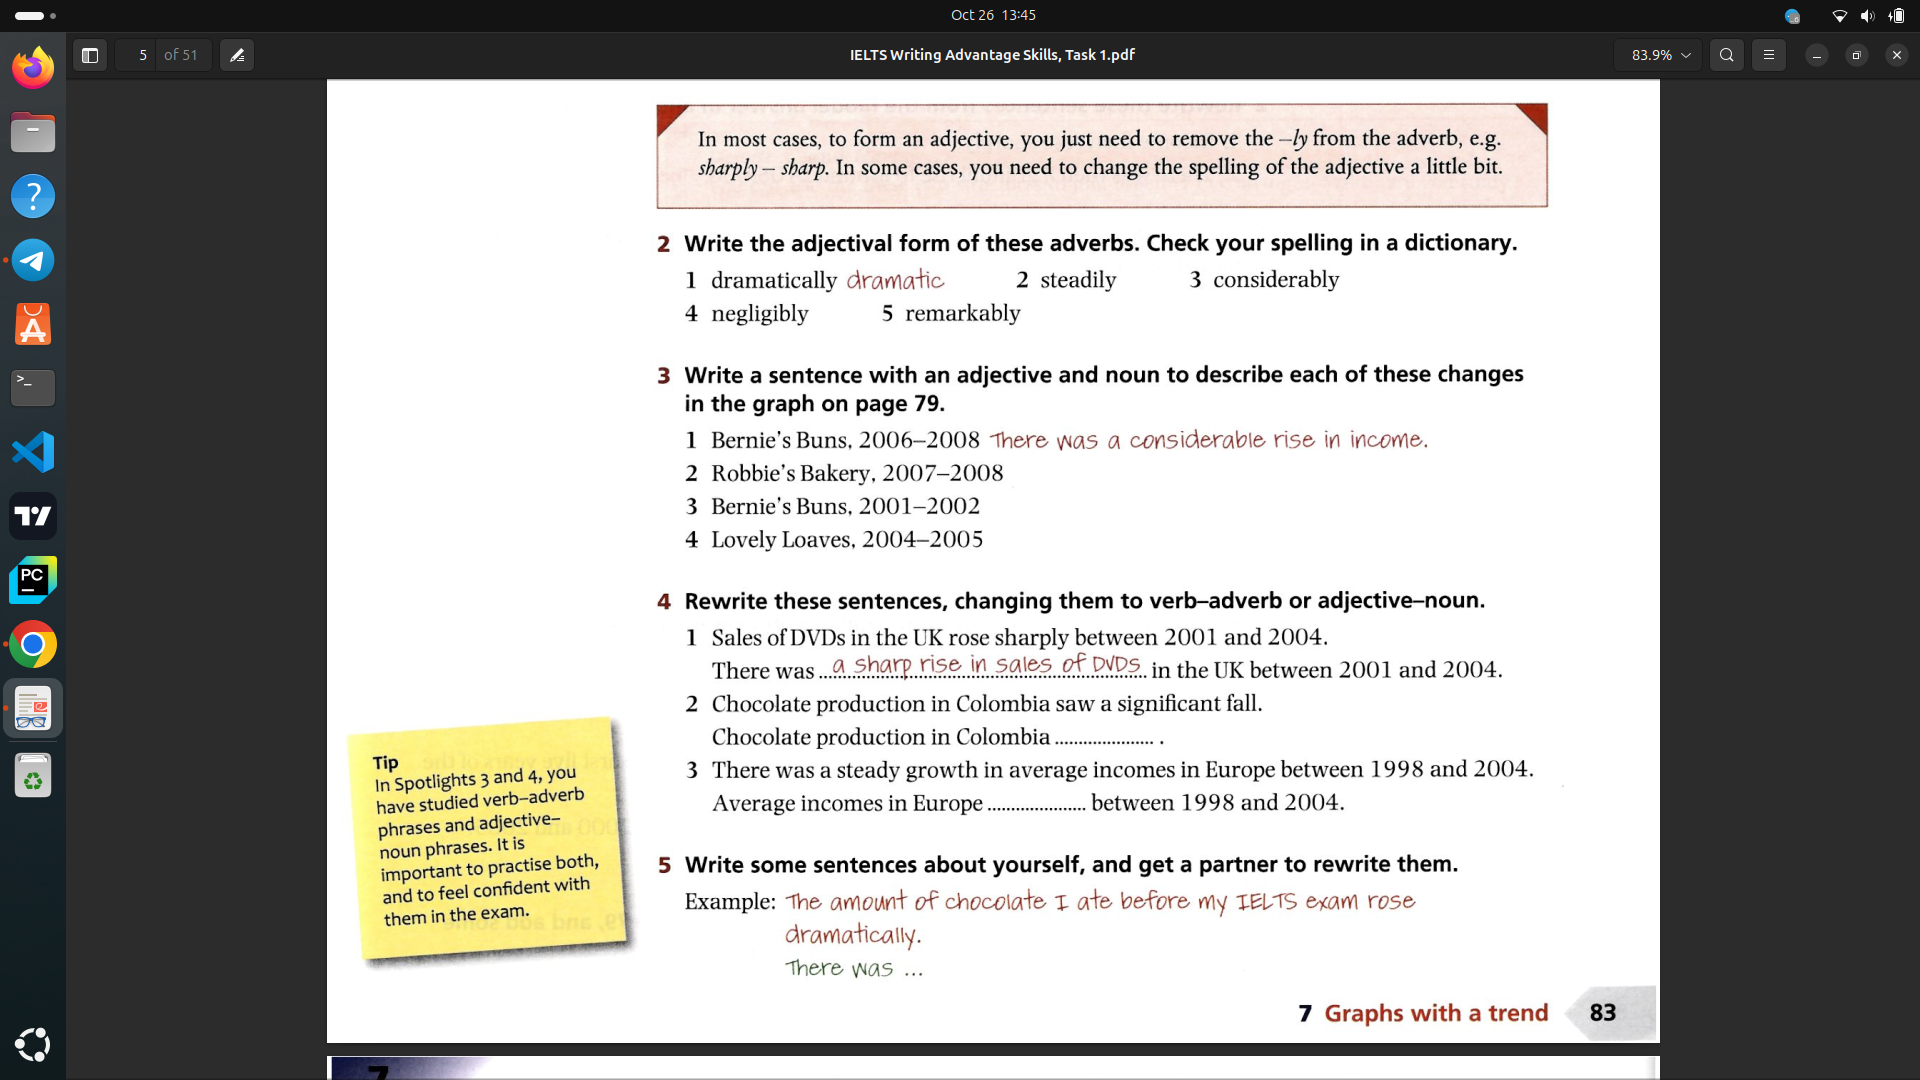 Oct 26 13:45
5 of 51
IELTS Writing Advantage Skills, Task 1.pdf
83.9%
In most cases, to form an adjective, you just need to remove the –ly from the adverb, e.g.
sharply – sharp. In some cases, you need to change the spelling of the adjective a little bit.
2 Write the adjectival form of these adverbs. Check your spelling in a dictionary.
1 dramatically dramatic 2 steadily 3 considerably
4 negligibly 5 remarkably
3 Write a sentence with an adjective and noun to describe each of these changes
in the graph on page 79.
1 Bernie's Buns, 2006–2008 There was a considerable rise in income.
2 Robbie's Bakery, 2007–2008
3 Bernie's Buns, 2001–2002
4 Lovely Loaves, 2004–2005
4 Rewrite these sentences, changing them to verb–adverb or adjective–noun.
1 Sales of DVDs in the UK rose sharply between 2001 and 2004.
There was a sharp rise in sales of DVDs in the UK between 2001 and 2004.
2 Chocolate production in Colombia saw a significant fall.
Chocolate production in Colombia .................... .
3 There was a steady growth in average incomes in Europe between 1998 and 2004.
Average incomes in Europe .................... between 1998 and 2004.
Tip
In Spotlights 3 and 4, you
have studied verb–adverb
phrases and adjective–
noun phrases. It is
important to practise both,
and to feel confident with
them in the exam.
5 Write some sentences about yourself, and get a partner to rewrite them.
Example: The amount of chocolate I ate before my IELTS exam rose
dramatically.
There was ...
7 Graphs with a trend 83
PC